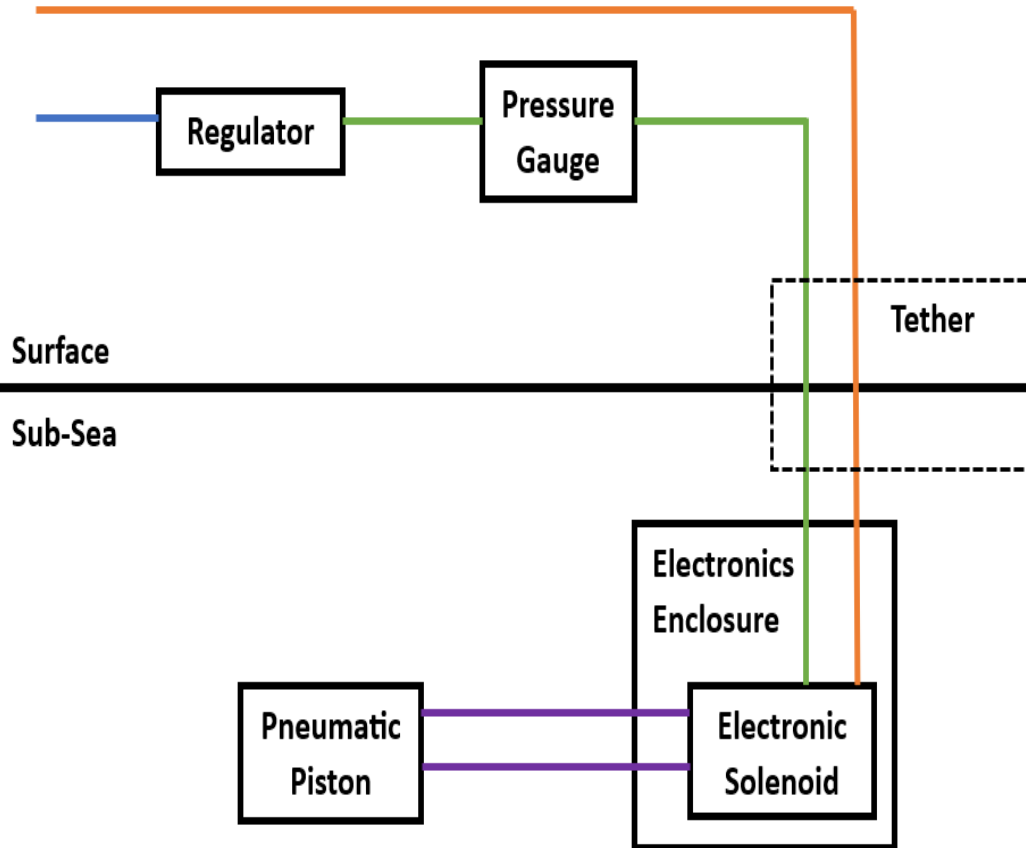 Regulator
Pressure
Gauge
Tether
Surface
Sub-Sea
Electronics
Enclosure
Pneumatic
Piston
Electronic
Solenoid